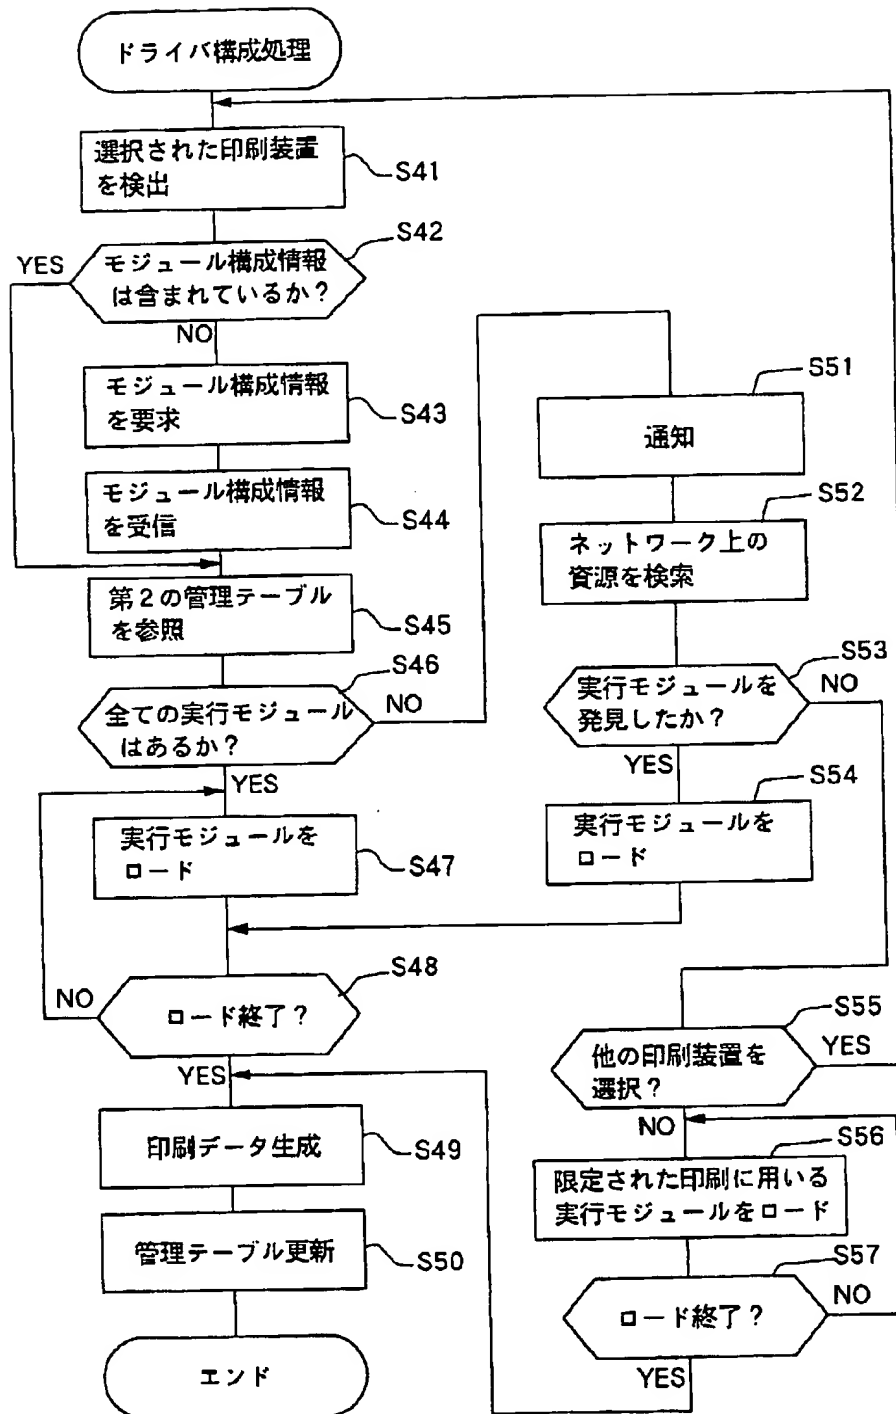 ドライバ構成処理
選択された印刷装置
を検出
S41
S42
YES
モジュール構成情報
は含まれているか?
NO
モジュール構成情報
を要求
S43
モジュール構成情報
を受信
S44
第2の管理テーブル
を参照
S45
S46
全ての実行モジュール
はあるか?
NO
YES
実行モジュールを
ロード
S47
S48
NO
ロード終了?
YES
印刷データ生成
S49
管理テーブル更新
S50
エンド
S51
通知
S52
ネットワーク上の
資源を検索
S53
実行モジュールを
発見したか?
NO
YES
S54
実行モジュールを
ロード
S55
他の印刷装置を
選択?
YES
NO
S56
限定された印刷に用いる
実行モジュールをロード
S57
ロード終了?
NO
YES